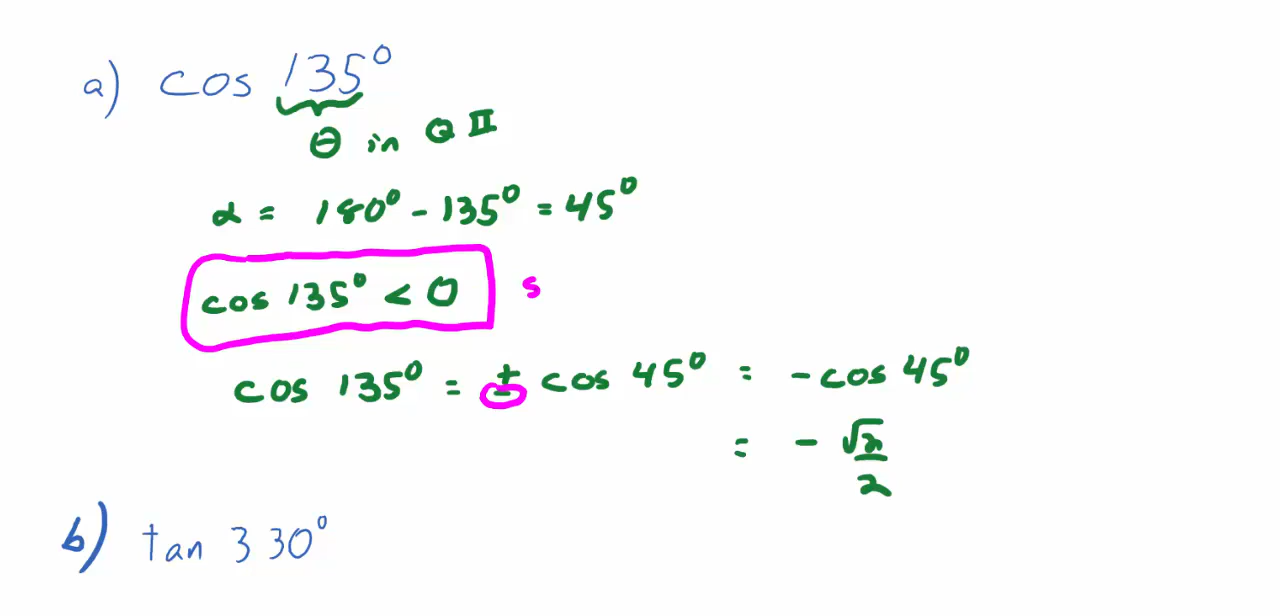 a) cos 135°
θ in Q II
α = 180° - 135° = 45°
cos 135° < 0 s
cos 135° = ± cos 45° = - cos 45°
= - √2/2
b) tan 330°